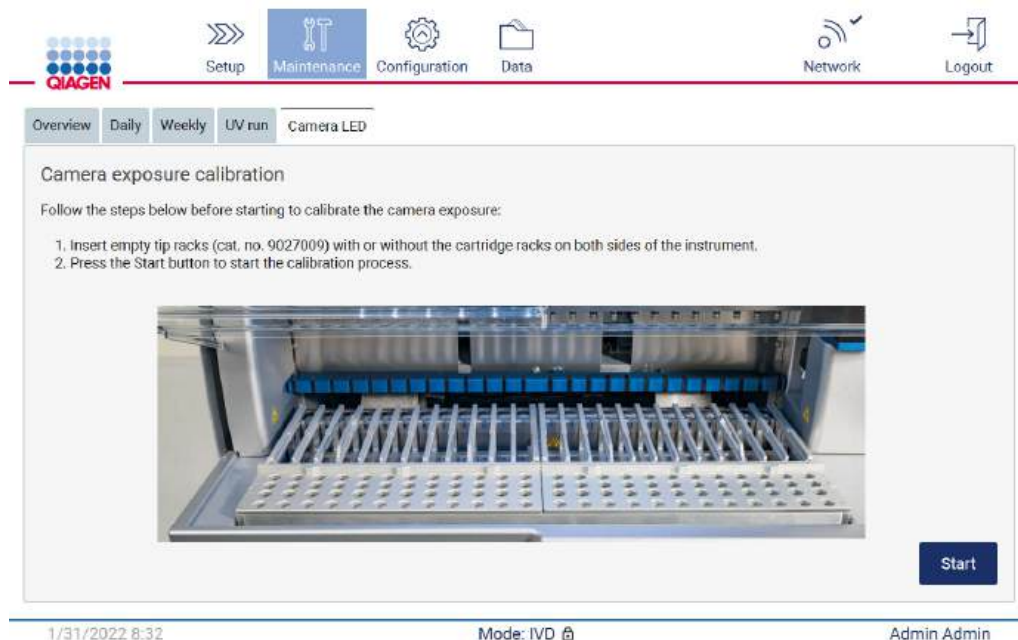 QIAGEN
Setup
Maintenance
Configuration
Data
Network
Logout
Overview
Daily
Weekly
UV run
Camera LED
Camera exposure calibration
Follow the steps below before starting to calibrate the camera exposure:
1. Insert empty tip racks (cat. no. 9027009) with or without the cartridge racks on both sides of the instrument.
2. Press the Start button to start the calibration process.
Start
1/31/2022 8:32
Mode: IVD
Admin Admin